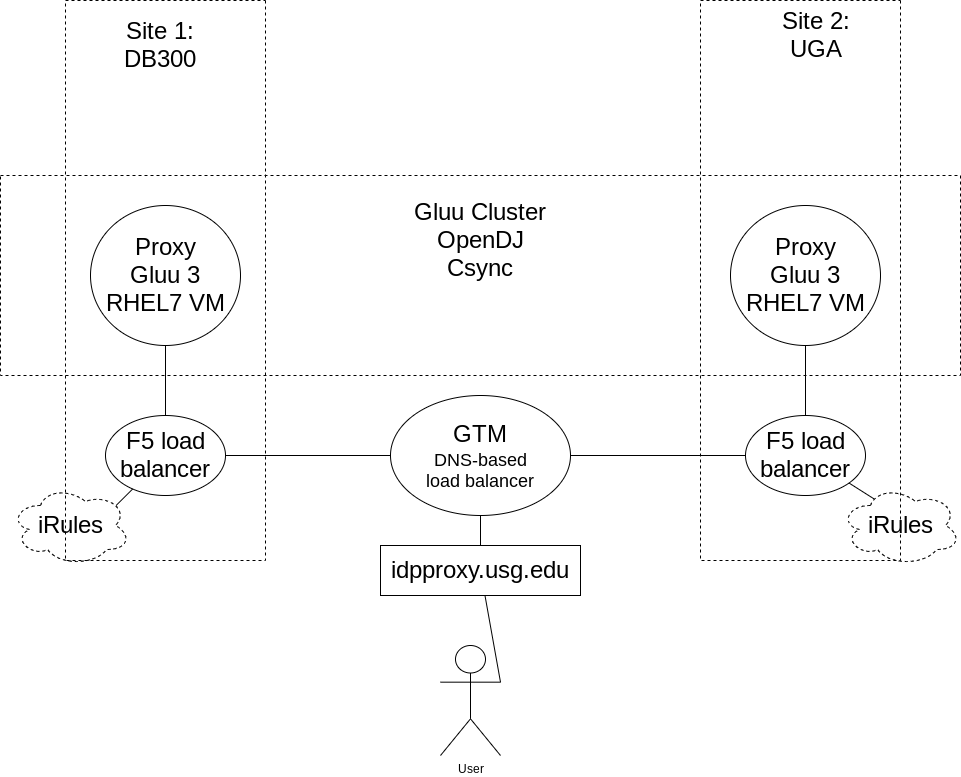 Site 1:
DB300
Site 2:
UGA
Gluu Cluster
OpenDJ
Csync
Proxy
Gluu 3
RHEL7 VM
Proxy
Gluu 3
RHEL7 VM
F5 load
balancer
GTM
DNS-based
load balancer
F5 load
balancer
iRules
iRules
idpproxy.usg.edu
User